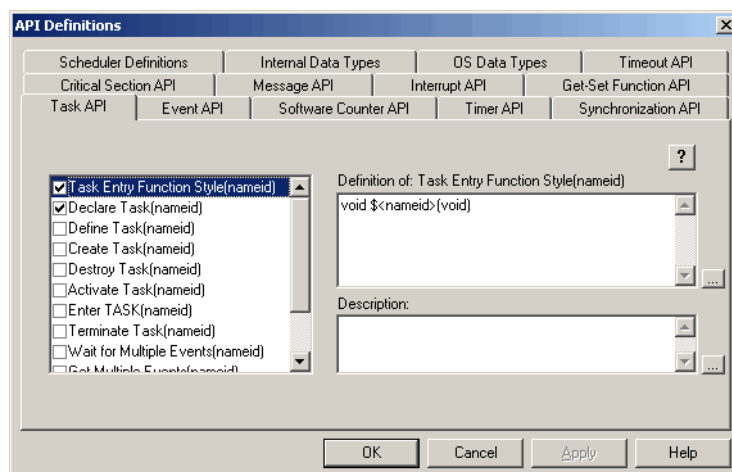 API Definitions
Scheduler Definitions Internal Data Types OS Data Types Timeout API
Critical Section API Message API Interrupt API Get-Set Function API
Task API Event API Software Counter API Timer API Synchronization API
?
Task Entry Function Style(nameid)
Declare Task(nameid)
Define Task(nameid)
Create Task(nameid)
Destroy Task(nameid)
Activate Task(nameid)
Enter TASK(nameid)
Terminate Task(nameid)
Wait for Multiple Events(nameid)
Get Multiple Events(nameid)
Definition of: Task Entry Function Style(nameid)
void $<nameid>(void)
...
Description:
...
OK Cancel Apply Help